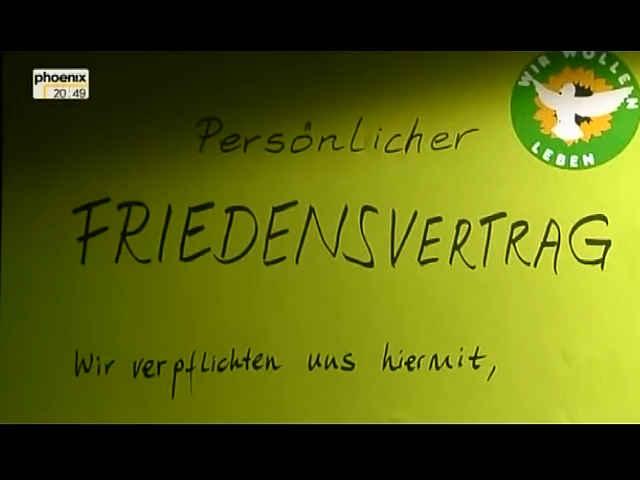 phoenix
20:49
WIR WOLLEN
LEBEN
Persönlicher
FRIEDENSVERTRAG
Wir verpflichten uns hiermit,